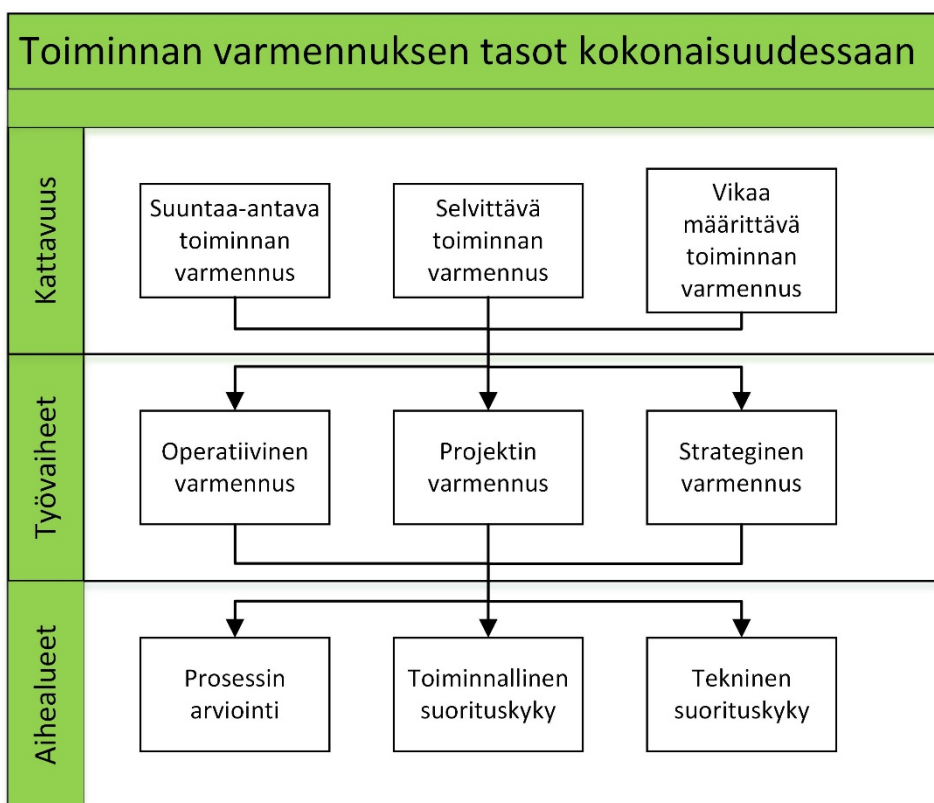 Toiminnan varmennuksen tasot kokonaisuudessaan
Kattavuus
Suuntaa-antava
toiminnan
varmennus
Selvittävä
toiminnan
varmennus
Vikaa
määrittävä
toiminnan
varmennus
Työvaiheet
Operatiivinen
varmennus
Projektin
varmennus
Strateginen
varmennus
Aihealueet
Prosessin
arviointi
Toiminnallinen
suorituskyky
Tekninen
suorituskyky